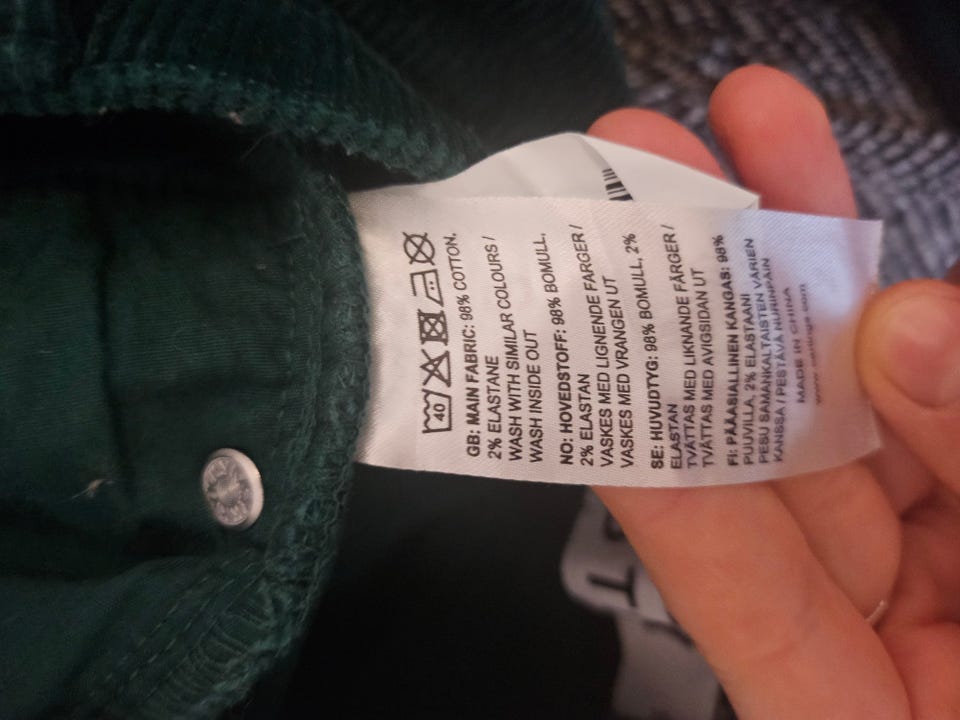 40
GB: MAIN FABRIC: 98% COTTON,
2% ELASTANE
WASH WITH SIMILAR COLOURS /
WASH INSIDE OUT
NO: HOVEDSTOFF: 98% BOMULL,
2% ELASTAN
VASKES MED LIGNENDE FARGER /
VASKES MED VRANGEN UT
SE: HUVUDTYG: 98% BOMULL, 2%
ELASTAN
TVÄTTAS MED LIKNANDE FÄRGER /
TVÄTTAS MED AVIGSIDAN UT
FI: PÄÄASIALLINEN KANGAS: 98%
PUUVILLA, 2% ELASTAANI
PESU SAMANKALTAISTEN VÄRIEN
KANSSA / PESTÄVÄ NURINPÄIN
MADE IN CHINA